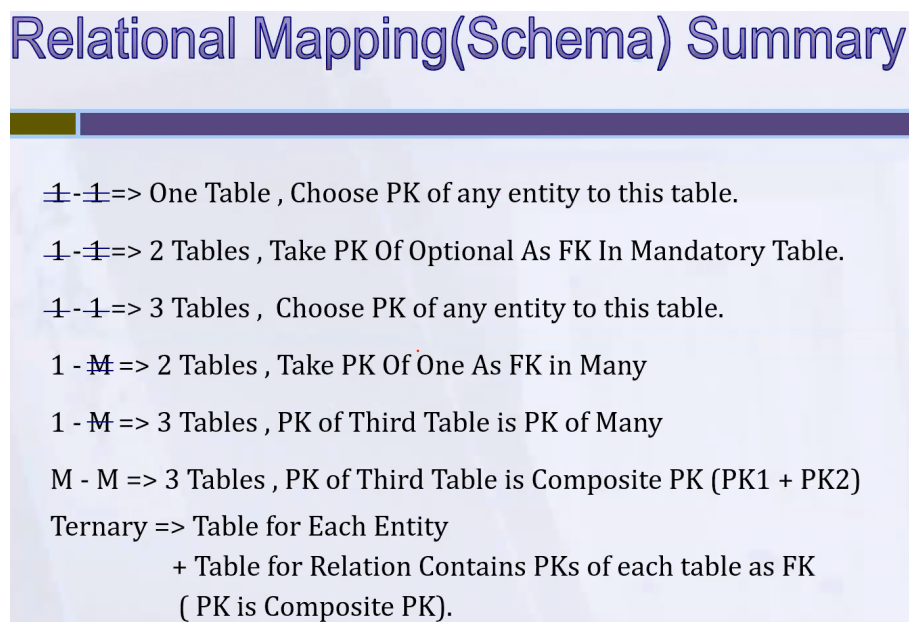 Relational Mapping(Schema) Summary
1 - 1 => One Table , Choose PK of any entity to this table.
1 - 1 => 2 Tables , Take PK Of Optional As FK In Mandatory Table.
1 - 1 => 3 Tables , Choose PK of any entity to this table.
1 - M => 2 Tables , Take PK Of One As FK in Many
1 - M => 3 Tables , PK of Third Table is PK of Many
M - M => 3 Tables , PK of Third Table is Composite PK (PK1 + PK2)
Ternary => Table for Each Entity
+ Table for Relation Contains PKs of each table as FK
( PK is Composite PK).